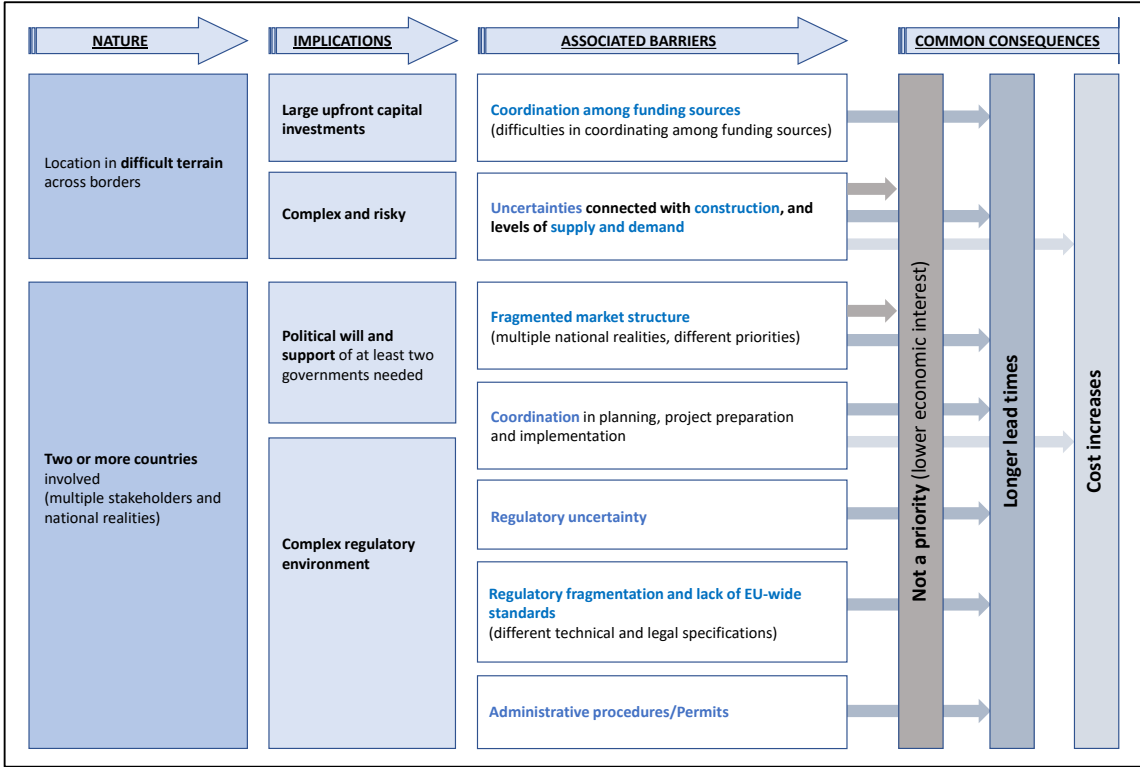 NATURE
IMPLICATIONS
ASSOCIATED BARRIERS
COMMON CONSEQUENCES
Location in difficult terrain
across borders
Large upfront capital
investments
Coordination among funding sources
(difficulties in coordinating among funding sources)
Complex and risky
Uncertainties connected with construction, and
levels of supply and demand
Two or more countries
involved
(multiple stakeholders and
national realities)
Political will and
support of at least two
governments needed
Fragmented market structure
(multiple national realities, different priorities)
Coordination in planning, project preparation
and implementation
Complex regulatory
environment
Regulatory uncertainty
Regulatory fragmentation and lack of EU-wide
standards
(different technical and legal specifications)
Administrative procedures/Permits
Not a priority (lower economic interest)
Longer lead times
Cost increases